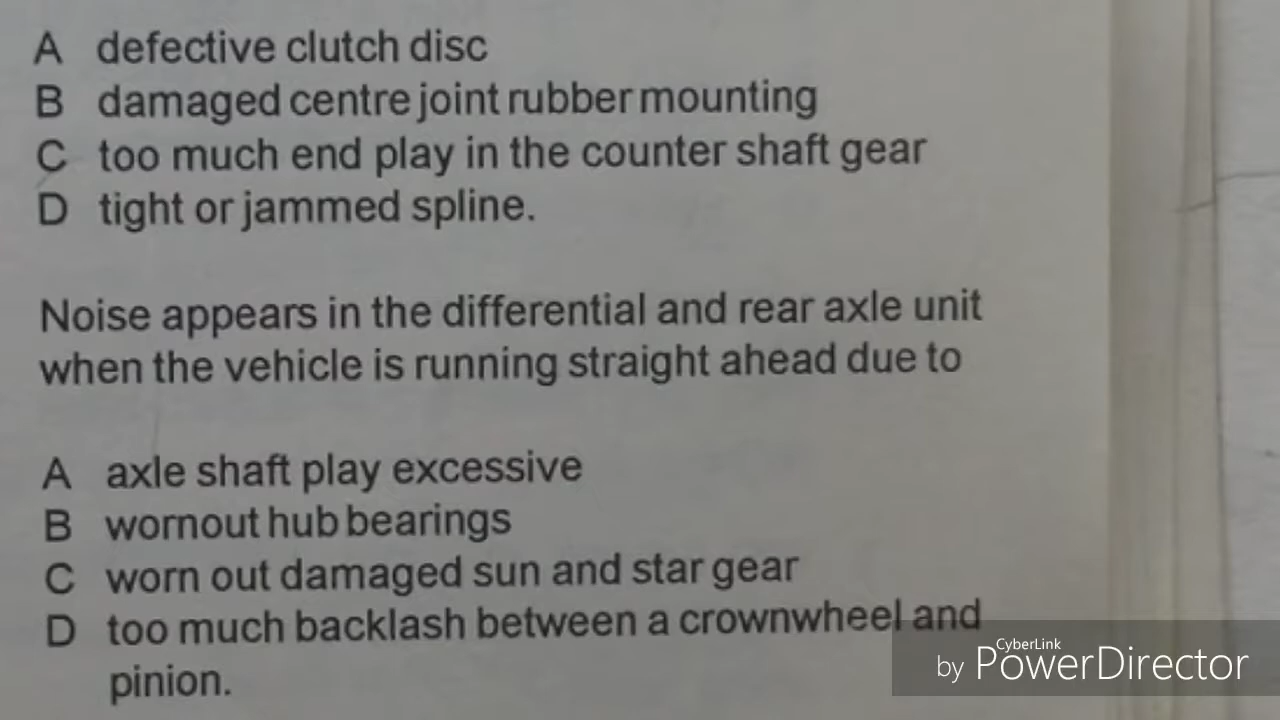 A defective clutch disc
B damaged centre joint rubber mounting
C too much end play in the counter shaft gear
D tight or jammed spline.
Noise appears in the differential and rear axle unit
when the vehicle is running straight ahead due to
A axle shaft play excessive
B wornout hub bearings
C worn out damaged sun and star gear
D too much backlash between a crownwheel and
pinion.
CyberLink
by PowerDirector